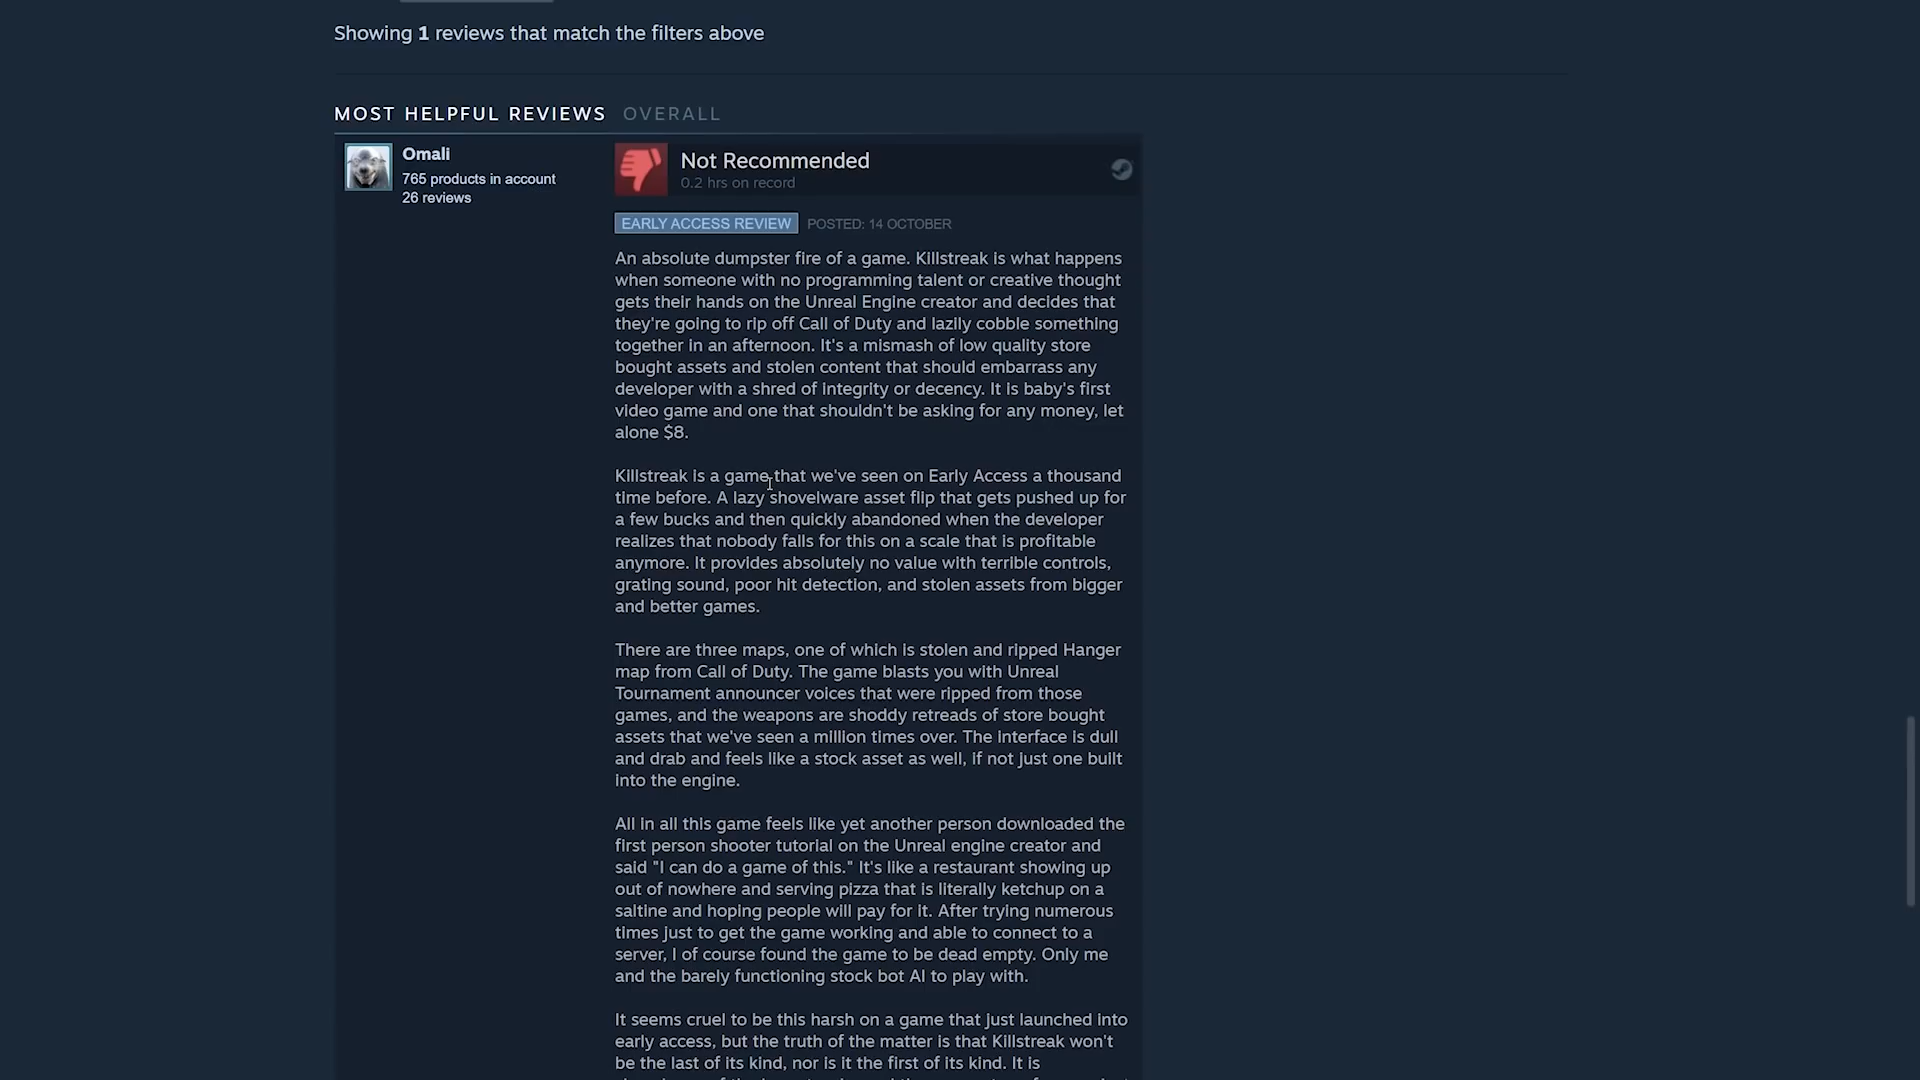 Showing 1 reviews that match the filters above
MOST HELPFUL REVIEWS OVERALL
Omali
765 products in account
26 reviews
Not Recommended
0.2 hrs on record
EARLY ACCESS REVIEW POSTED: 14 OCTOBER
An absolute dumpster fire of a game. Killstreak is what happens
when someone with no programming talent or creative thought
gets their hands on the Unreal Engine creator and decides that
they're going to rip off Call of Duty and lazily cobble something
together in an afternoon. It's a mismash of low quality store
bought assets and stolen content that should embarrass any
developer with a shred of integrity or decency. It is baby's first
video game and one that shouldn't be asking for any money, let
alone $8.
Killstreak is a game that we've seen on Early Access a thousand
time before. A lazy shovelware asset flip that gets pushed up for
a few bucks and then quickly abandoned when the developer
realizes that nobody falls for this on a scale that is profitable
anymore. It provides absolutely no value with terrible controls,
grating sound, poor hit detection, and stolen assets from bigger
and better games.
There are three maps, one of which is stolen and ripped Hanger
map from Call of Duty. The game blasts you with Unreal
Tournament announcer voices that were ripped from those
games, and the weapons are shoddy retreads of store bought
assets that we've seen a million times over. The interface is dull
and drab and feels like a stock asset as well, if not just one built
into the engine.
All in all this game feels like yet another person downloaded the
first person shooter tutorial on the Unreal engine creator and
said "I can do a game of this." It's like a restaurant showing up
out of nowhere and serving pizza that is literally ketchup on a
saltine and hoping people will pay for it. After trying numerous
times just to get the game working and able to connect to a
server, I of course found the game to be dead empty. Only me
and the barely functioning stock bot AI to play with.
It seems cruel to be this harsh on a game that just launched into
early access, but the truth of the matter is that Killstreak won't
be the last of its kind, nor is it the first of its kind. It is